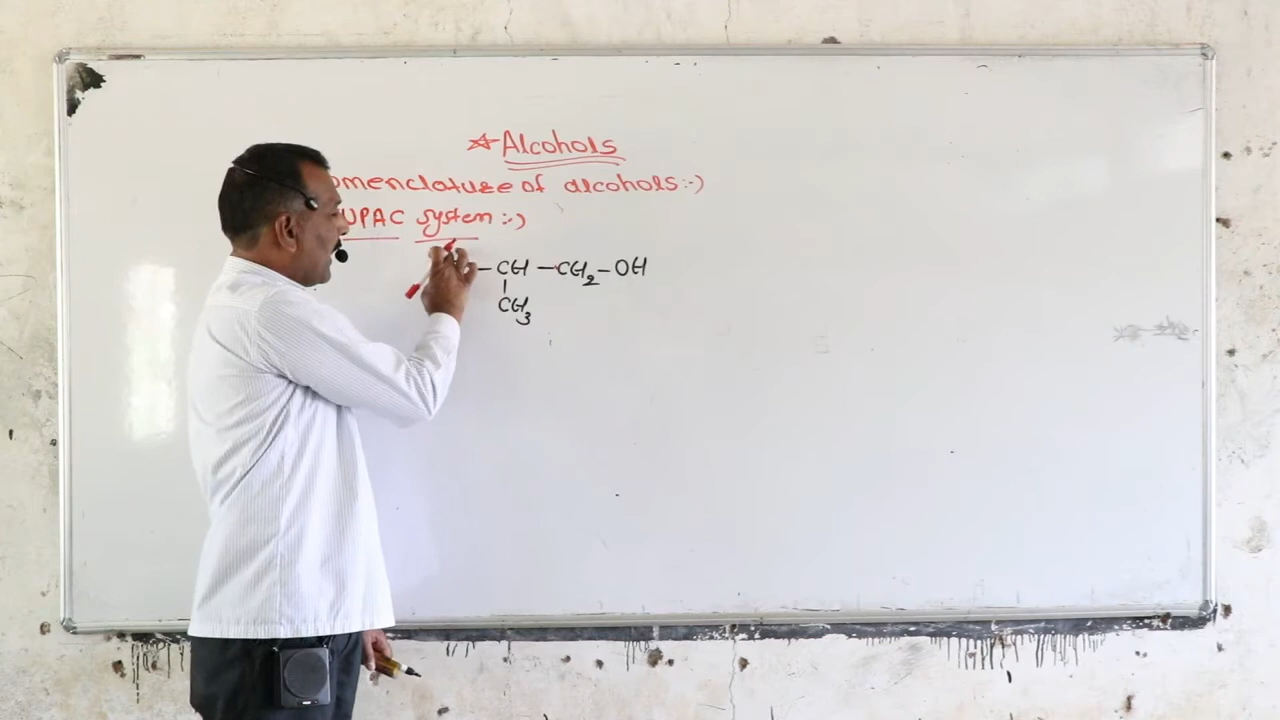 ☆ Alcohols
omenclature of alcohols:-)
UPAC system:-)
– CH – CH2 – OH
|
CH3